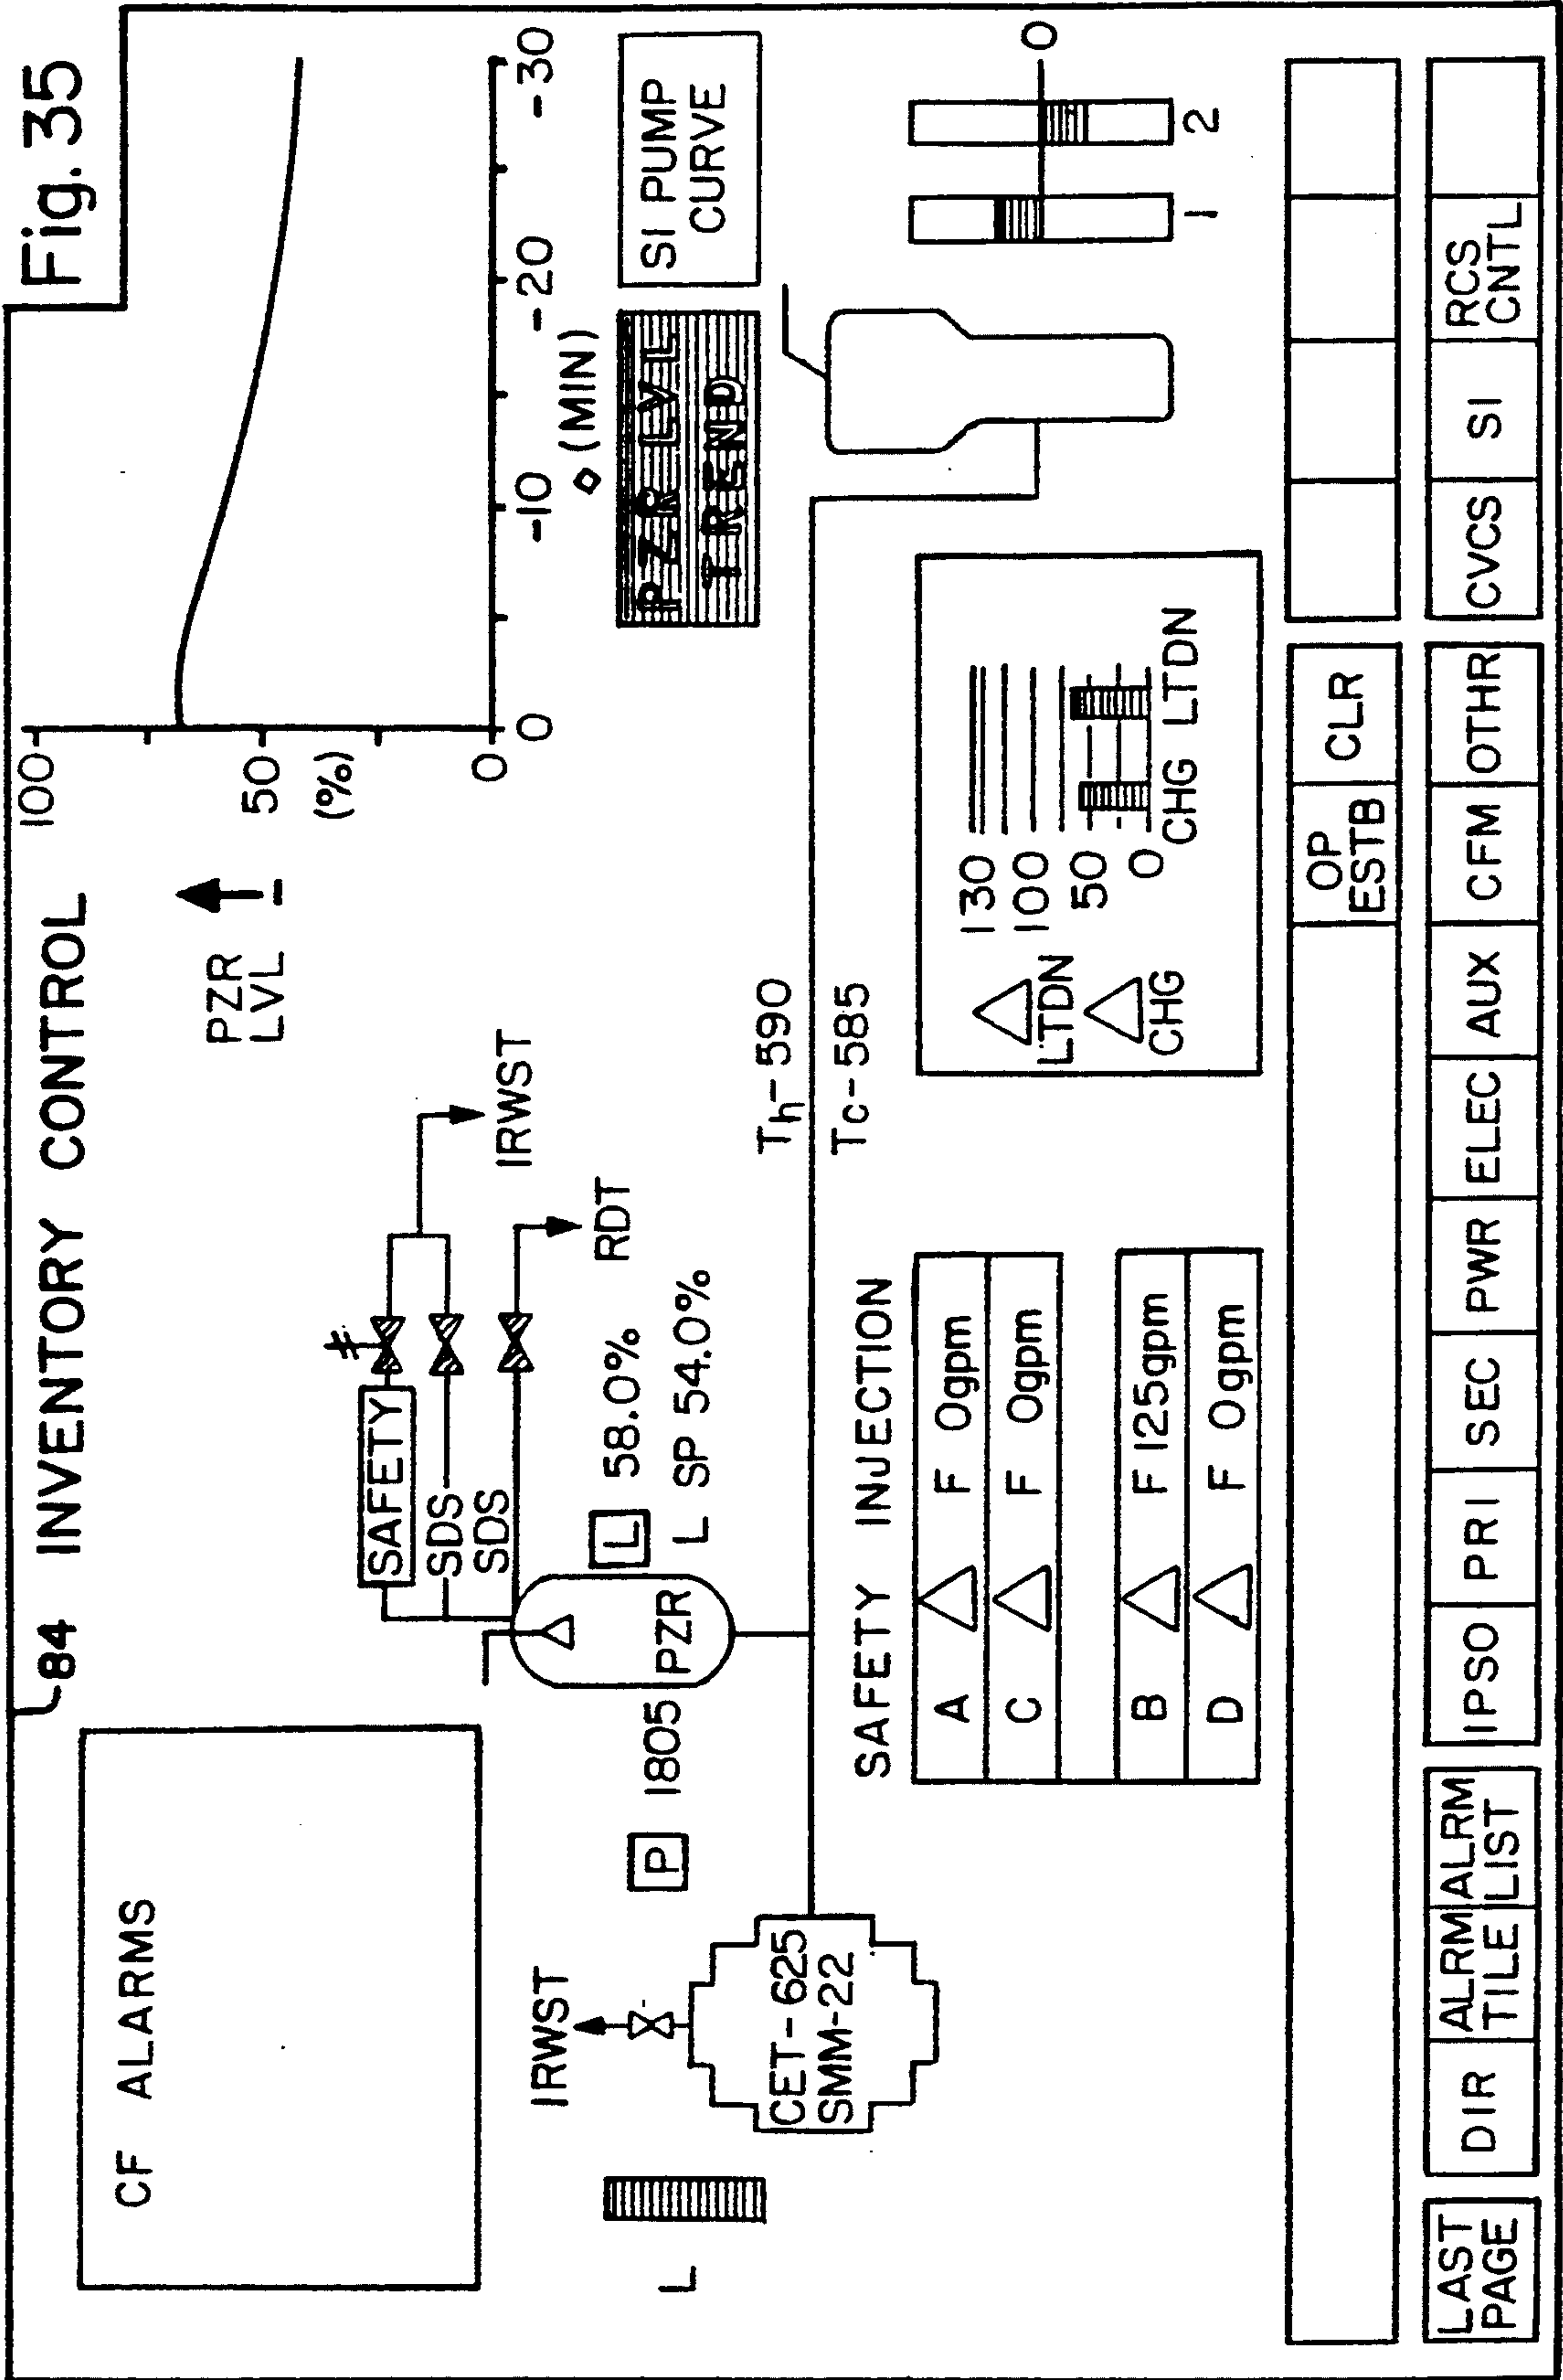 Fig. 35
84 INVENTORY CONTROL
CF ALARMS
PZR
LVL
100
50
(%)
0
0
-10
-20
-30
(MIN)
PZR LVL
TREND
SI PUMP
CURVE
SAFETY
SDS
SDS
IRWST
RDT
IRWST
P 1805
PZR
L 58.0%
L SP 54.0%
L
CET-625
SMM-22
Th-590
Tc-585
SAFETY INJECTION
A F 0gpm
C F 0gpm
B F 125gpm
D F 0gpm
LTDN
CHG
130
100
50
0
CHG LTDN
0
1
2
OP
ESTB
CLR
LAST
PAGE
DIR
ALRM
TILE
ALRM
LIST
IPSO
PRI
SEC
PWR
ELEC
AUX
CFM
OTHR
CVCS
SI
RCS
CNTL